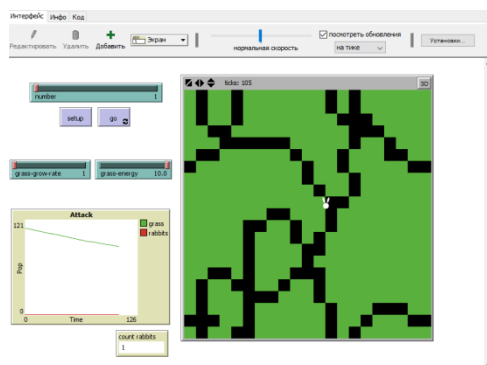 Интерфейс Инфо Код
Редактировать Удалить Добавить
Экран
нормальная скорость
посмотреть обновления
на тике
Установки...
number 1
setup go
grass-grow-rate 1
grass-energy 10.0
ticks: 105
3D
Attack
121
Pop
0
0 Time 126
grass
rabbits
count rabbits
1